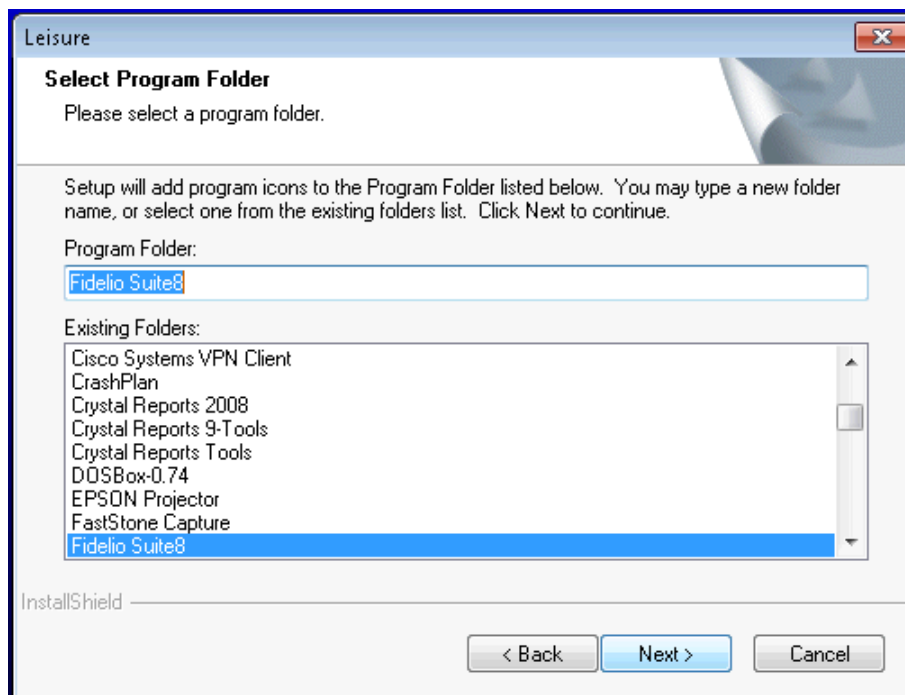 Leisure
Select Program Folder
Please select a program folder.
Setup will add program icons to the Program Folder listed below.  You may type a new folder
name, or select one from the existing folders list.  Click Next to continue.
Program Folder:
Fidelio Suite8
Existing Folders:
Cisco Systems VPN Client
CrashPlan
Crystal Reports 2008
Crystal Reports 9-Tools
Crystal Reports Tools
DOSBox-0.74
EPSON Projector
FastStone Capture
Fidelio Suite8
InstallShield
< Back Next > Cancel